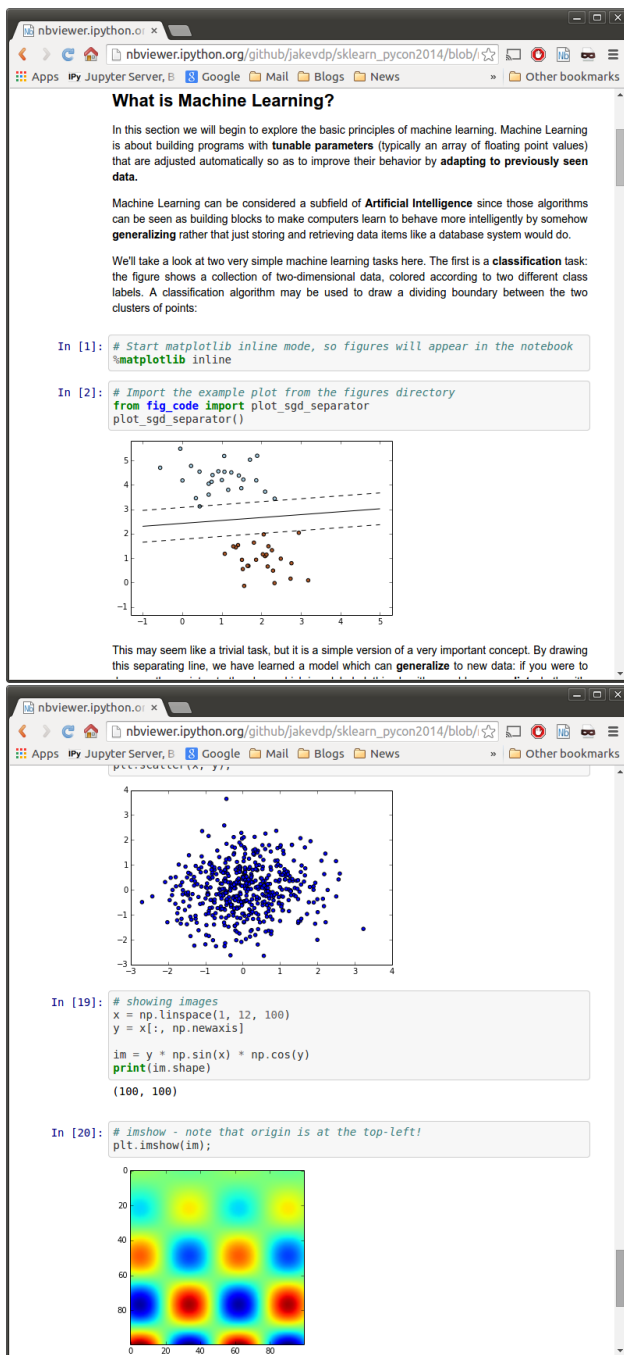 nbviewer.ipython.or ×
nbviewer.ipython.org/github/jakevdp/sklearn_pycon2014/blob/
Apps IPy Jupyter Server, B Google Mail Blogs News » Other bookmarks
What is Machine Learning?
In this section we will begin to explore the basic principles of machine learning. Machine Learning
is about building programs with tunable parameters (typically an array of floating point values)
that are adjusted automatically so as to improve their behavior by adapting to previously seen
data.
Machine Learning can be considered a subfield of Artificial Intelligence since those algorithms
can be seen as building blocks to make computers learn to behave more intelligently by somehow
generalizing rather that just storing and retrieving data items like a database system would do.
We'll take a look at two very simple machine learning tasks here. The first is a classification task:
the figure shows a collection of two-dimensional data, colored according to two different class
labels. A classification algorithm may be used to draw a dividing boundary between the two
clusters of points:
In [1]: # Start matplotlib inline mode, so figures will appear in the notebook
%matplotlib inline
In [2]: # Import the example plot from the figures directory
from fig_code import plot_sgd_separator
plot_sgd_separator()
5
4
3
2
1
0
−1
−1 0 1 2 3 4 5
This may seem like a trivial task, but it is a simple version of a very important concept. By drawing
this separating line, we have learned a model which can generalize to new data: if you were to
nbviewer.ipython.or ×
nbviewer.ipython.org/github/jakevdp/sklearn_pycon2014/blob/
Apps IPy Jupyter Server, B Google Mail Blogs News » Other bookmarks
plt.scatter(x, y);
4
3
2
1
0
−1
−2
−3
−3 −2 −1 0 1 2 3 4
In [19]: # showing images
x = np.linspace(1, 12, 100)
y = x[:, np.newaxis]
im = y * np.sin(x) * np.cos(y)
print(im.shape)
(100, 100)
In [20]: # imshow - note that origin is at the top-left!
plt.imshow(im);
0
20
40
60
80
0 20 40 60 80